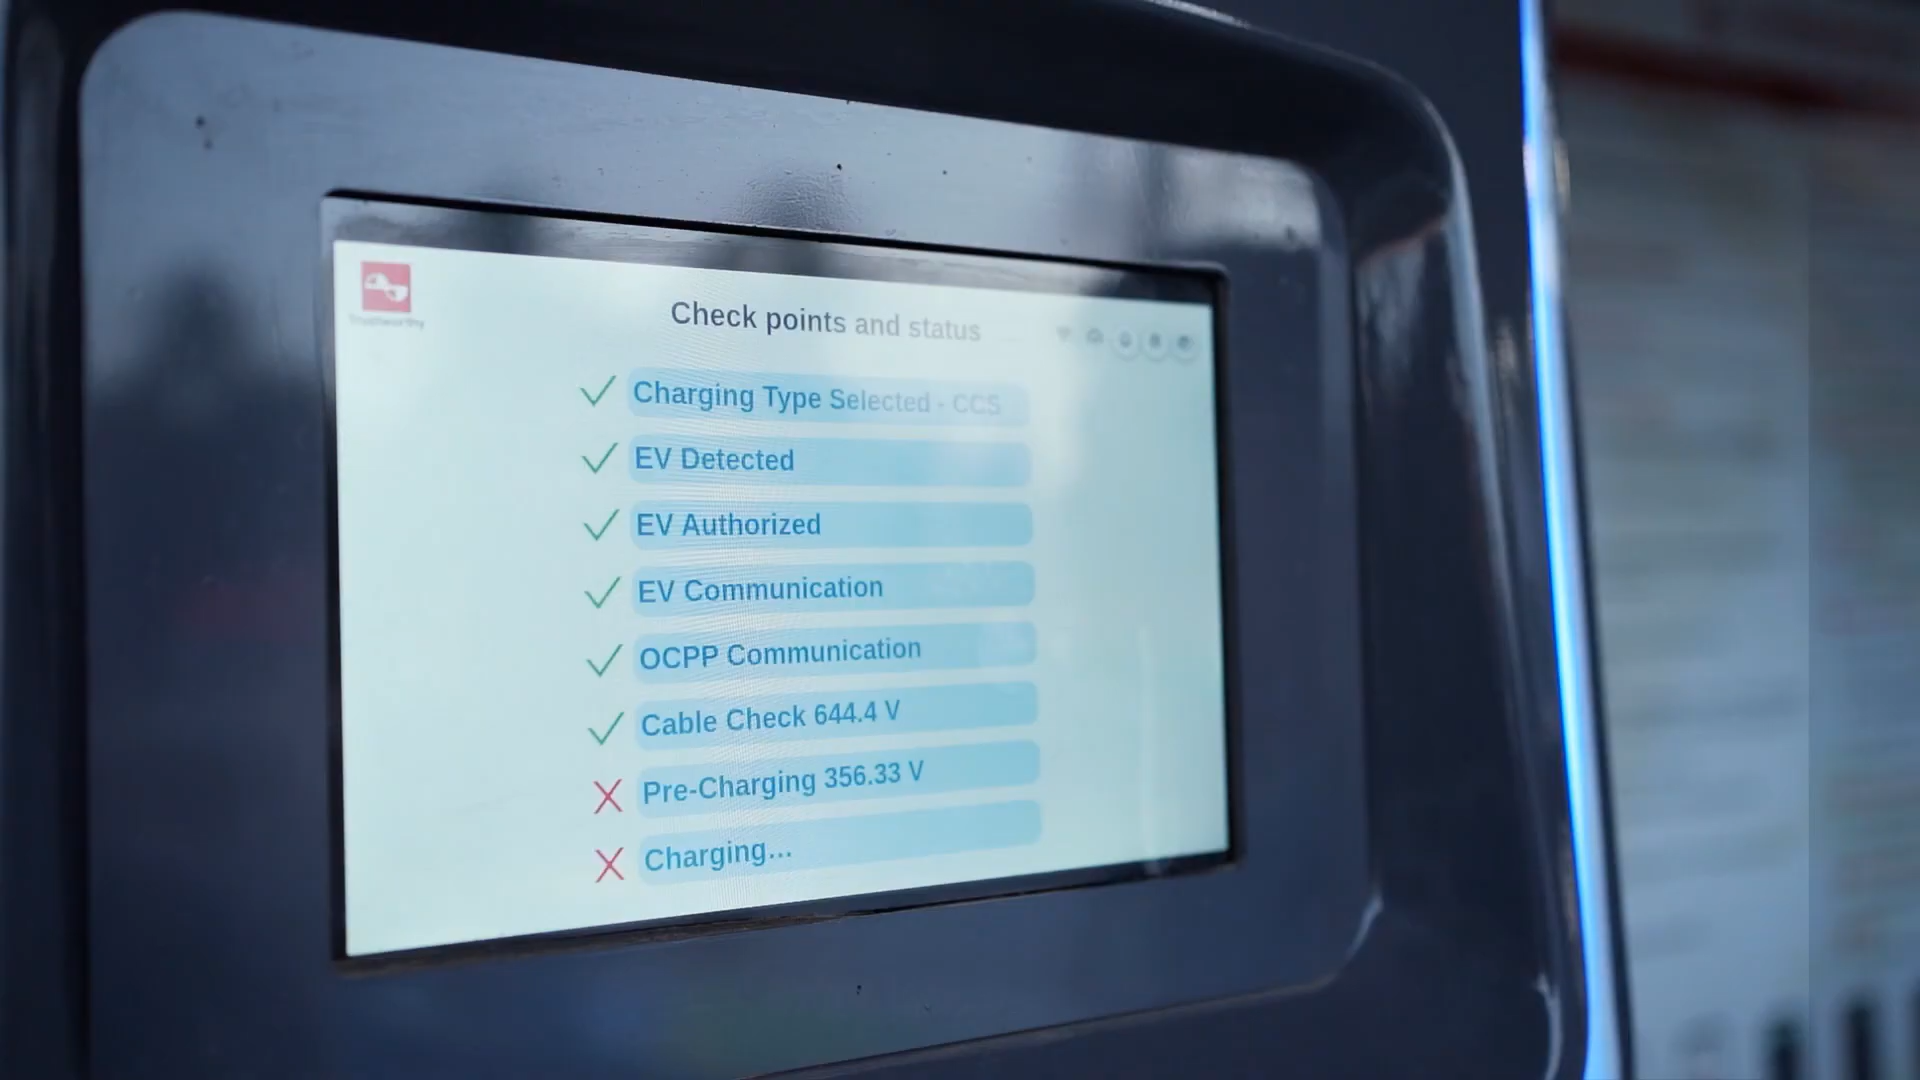 Trustworthy
Check points and status
Charging Type Selected - CCS
EV Detected
EV Authorized
EV Communication
OCPP Communication
Cable Check 644.4 V
Pre-Charging 356.33 V
Charging...